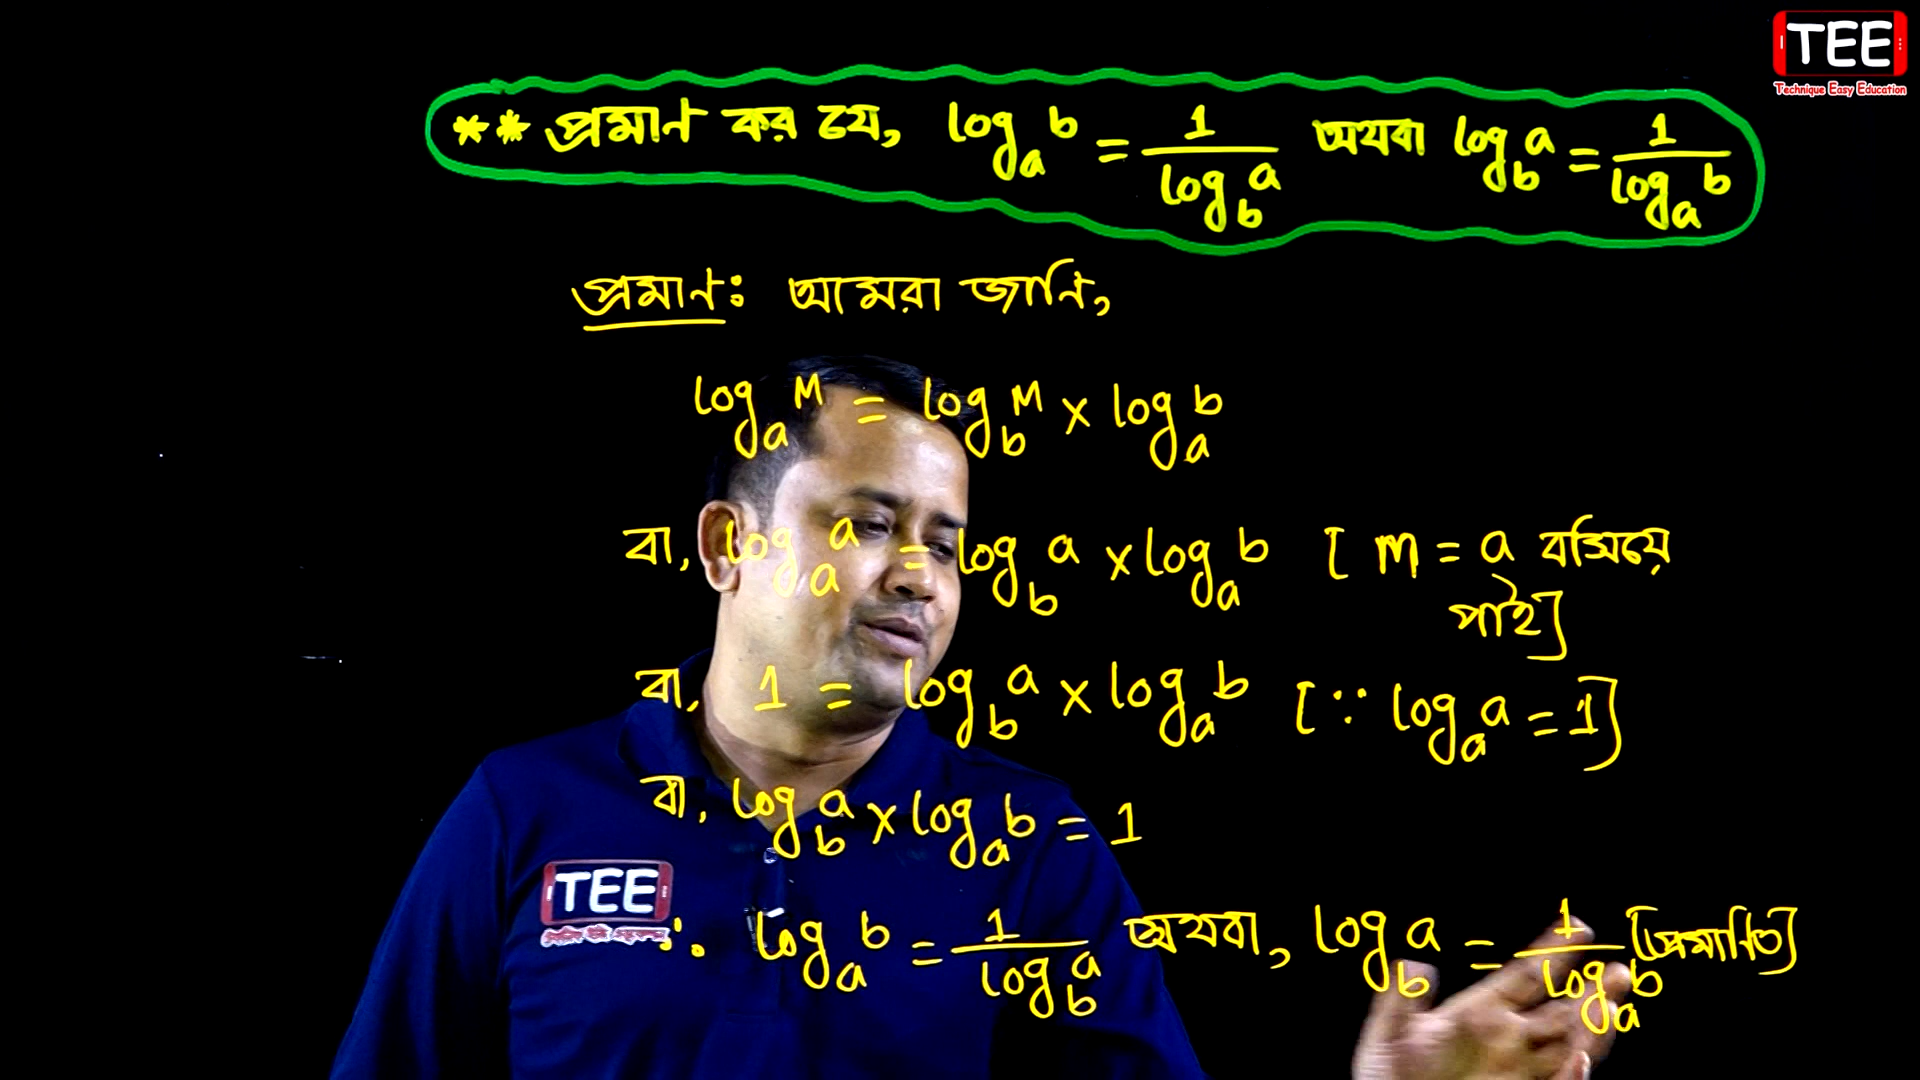 TEE
Technique Easy Education
** প্রমাণ কর যে, log_a b = 1/log_b a অথবা log_b a = 1/log_a b
প্রমাণ: আমরা জানি,
log_a M = log_b M × log_a b
বা, log_a a = log_b a × log_a b [ M = a বসিয়ে
পাই]
বা, 1 = log_b a × log_a b [∵ log_a a = 1]
বা, log_b a × log_a b = 1
TEE
∴ log_a b = 1/log_b a অথবা, log_b a = 1/log_a b [প্রমাণিত]